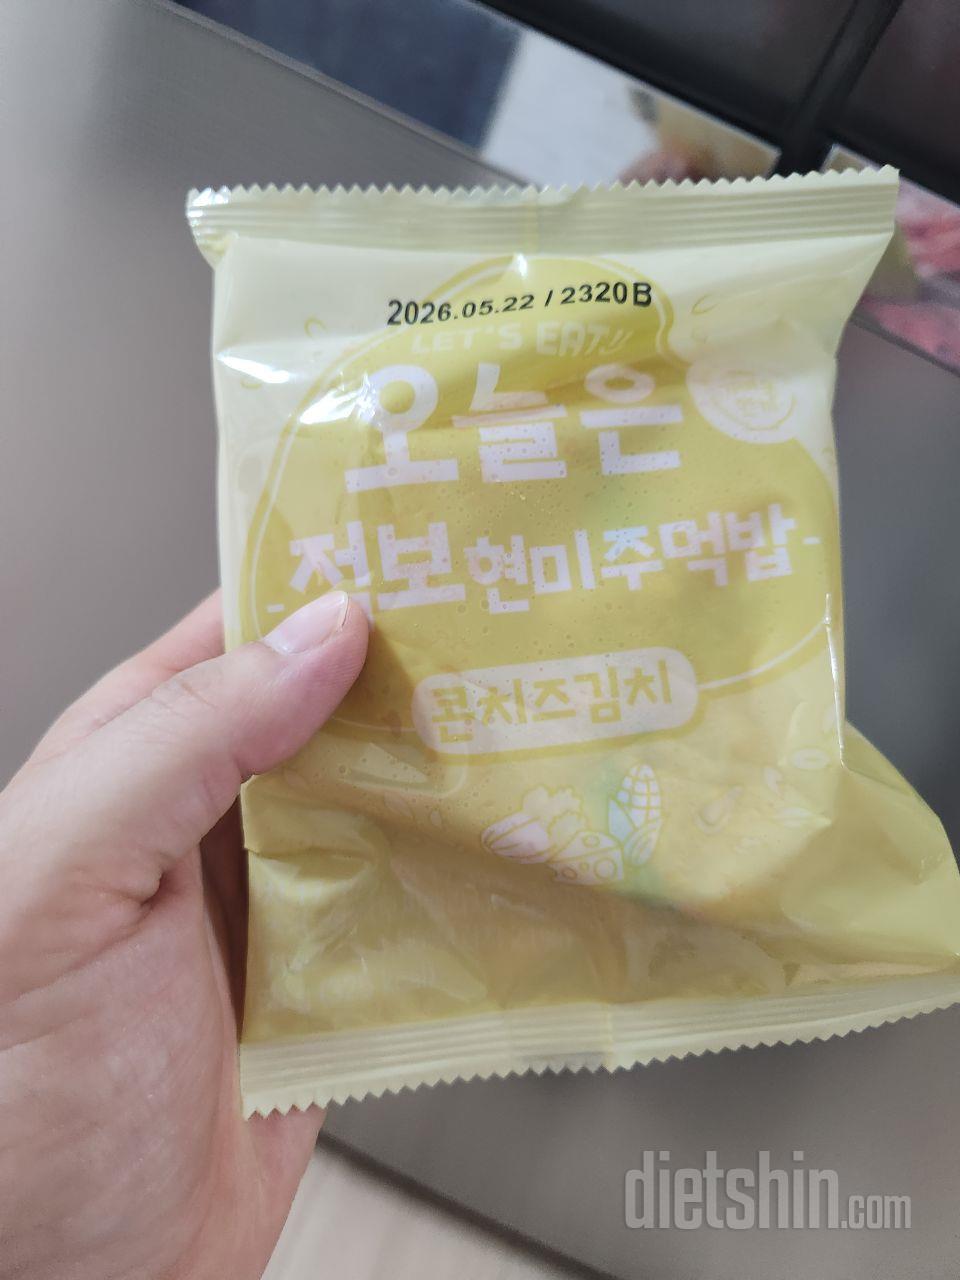 2026.05.22 / 2320B
LET'S EAT!!
오늘은
-적보현미주먹밥-
콘치즈김치
dietshin.com